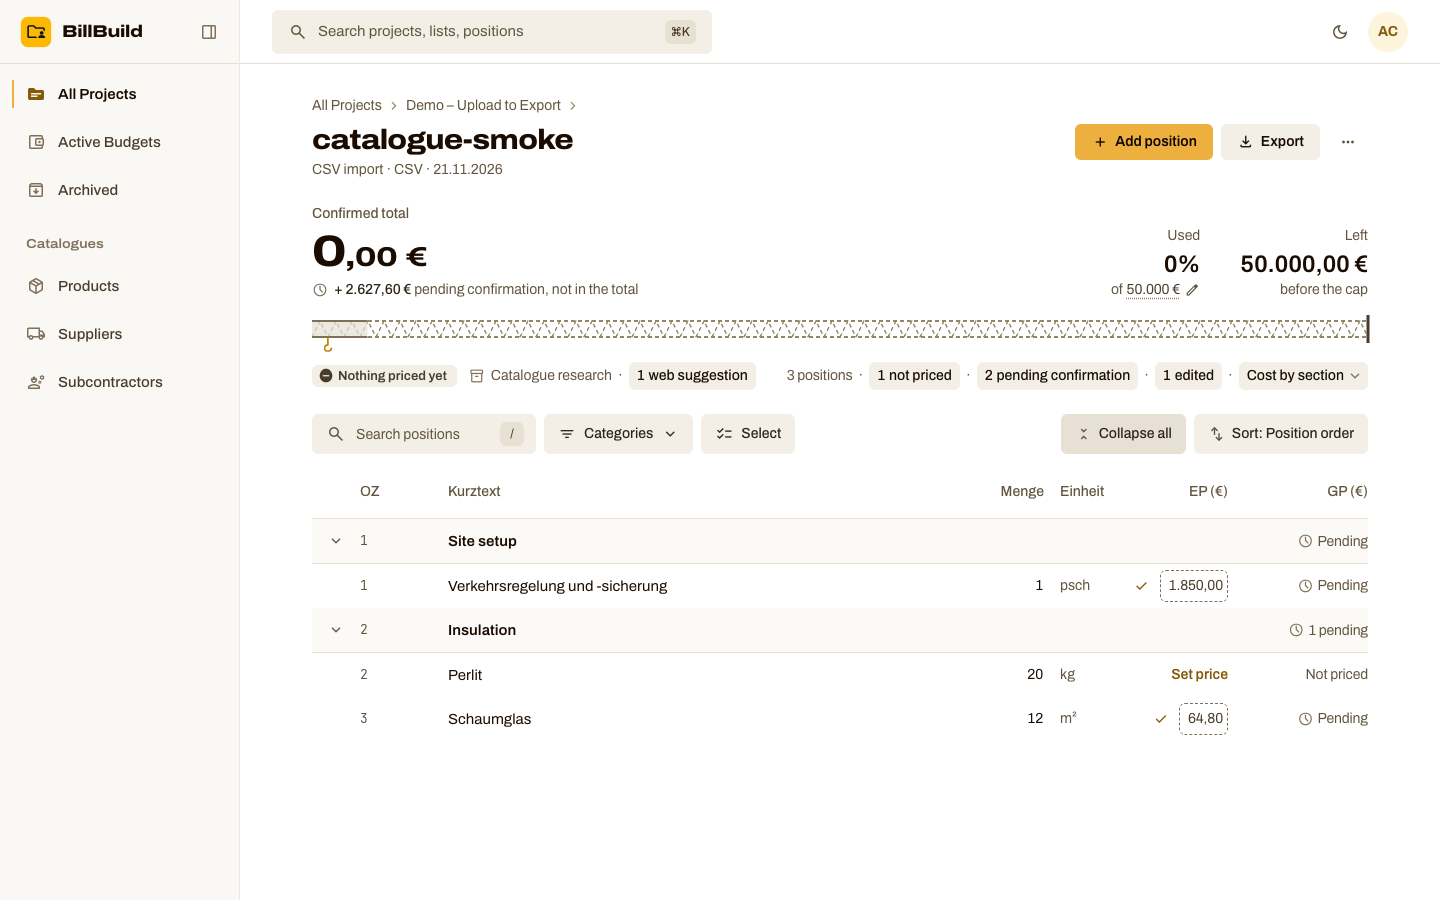 BillBuild
Search projects, lists, positions
⌘K
AC
All Projects
Active Budgets
Archived
Catalogues
Products
Suppliers
Subcontractors
All Projects › Demo – Upload to Export ›
catalogue-smoke
CSV import · CSV · 21.11.2026
Add position
Export
Confirmed total
0,00 €
+ 2.627,60 € pending confirmation, not in the total
Used
0%
of 50.000 €
Left
50.000,00 €
before the cap
Nothing priced yet
Catalogue research · 1 web suggestion
3 positions · 1 not priced · 2 pending confirmation · 1 edited · Cost by section
Search positions /
Categories
Select
Collapse all
Sort: Position order
OZ Kurztext Menge Einheit EP (€) GP (€)
1 Site setup Pending
1 Verkehrsregelung und -sicherung 1 psch 1.850,00 Pending
2 Insulation 1 pending
2 Perlit 20 kg Set price Not priced
3 Schaumglas 12 m² 64,80 Pending